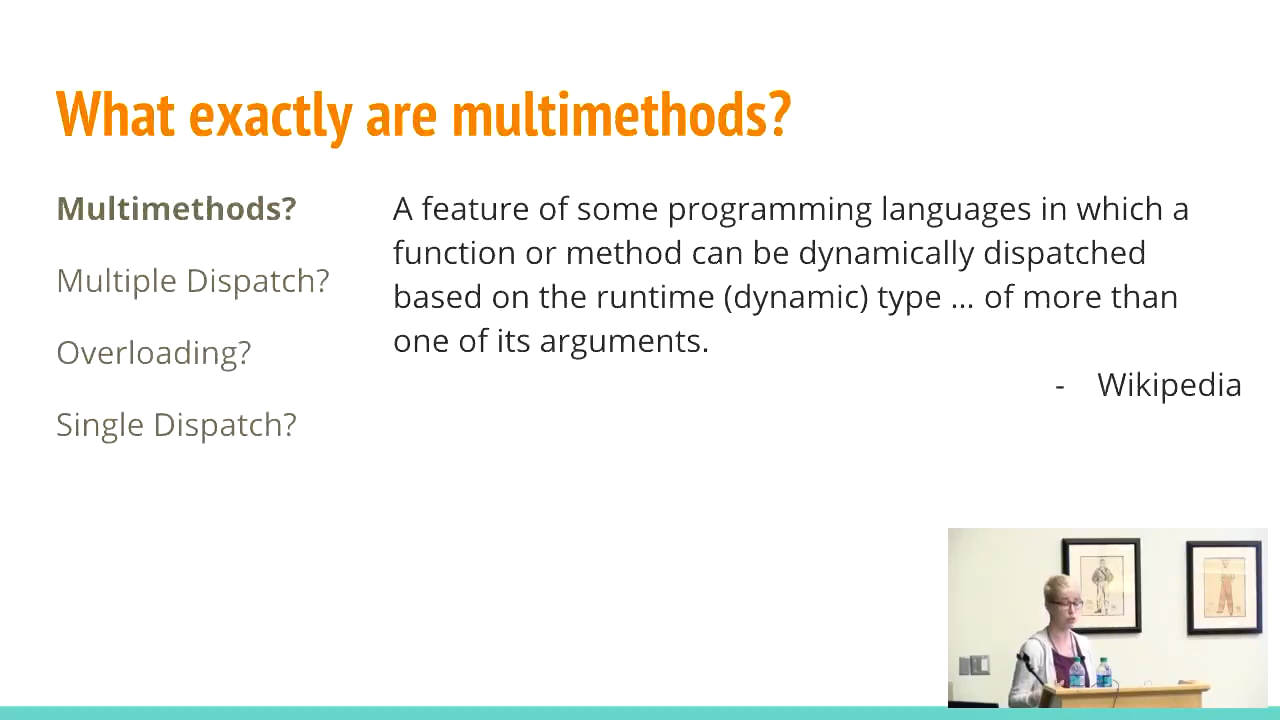 What exactly are multimethods?
Multimethods?
Multiple Dispatch?
Overloading?
Single Dispatch?
A feature of some programming languages in which a
function or method can be dynamically dispatched
based on the runtime (dynamic) type ... of more than
one of its arguments.
- Wikipedia